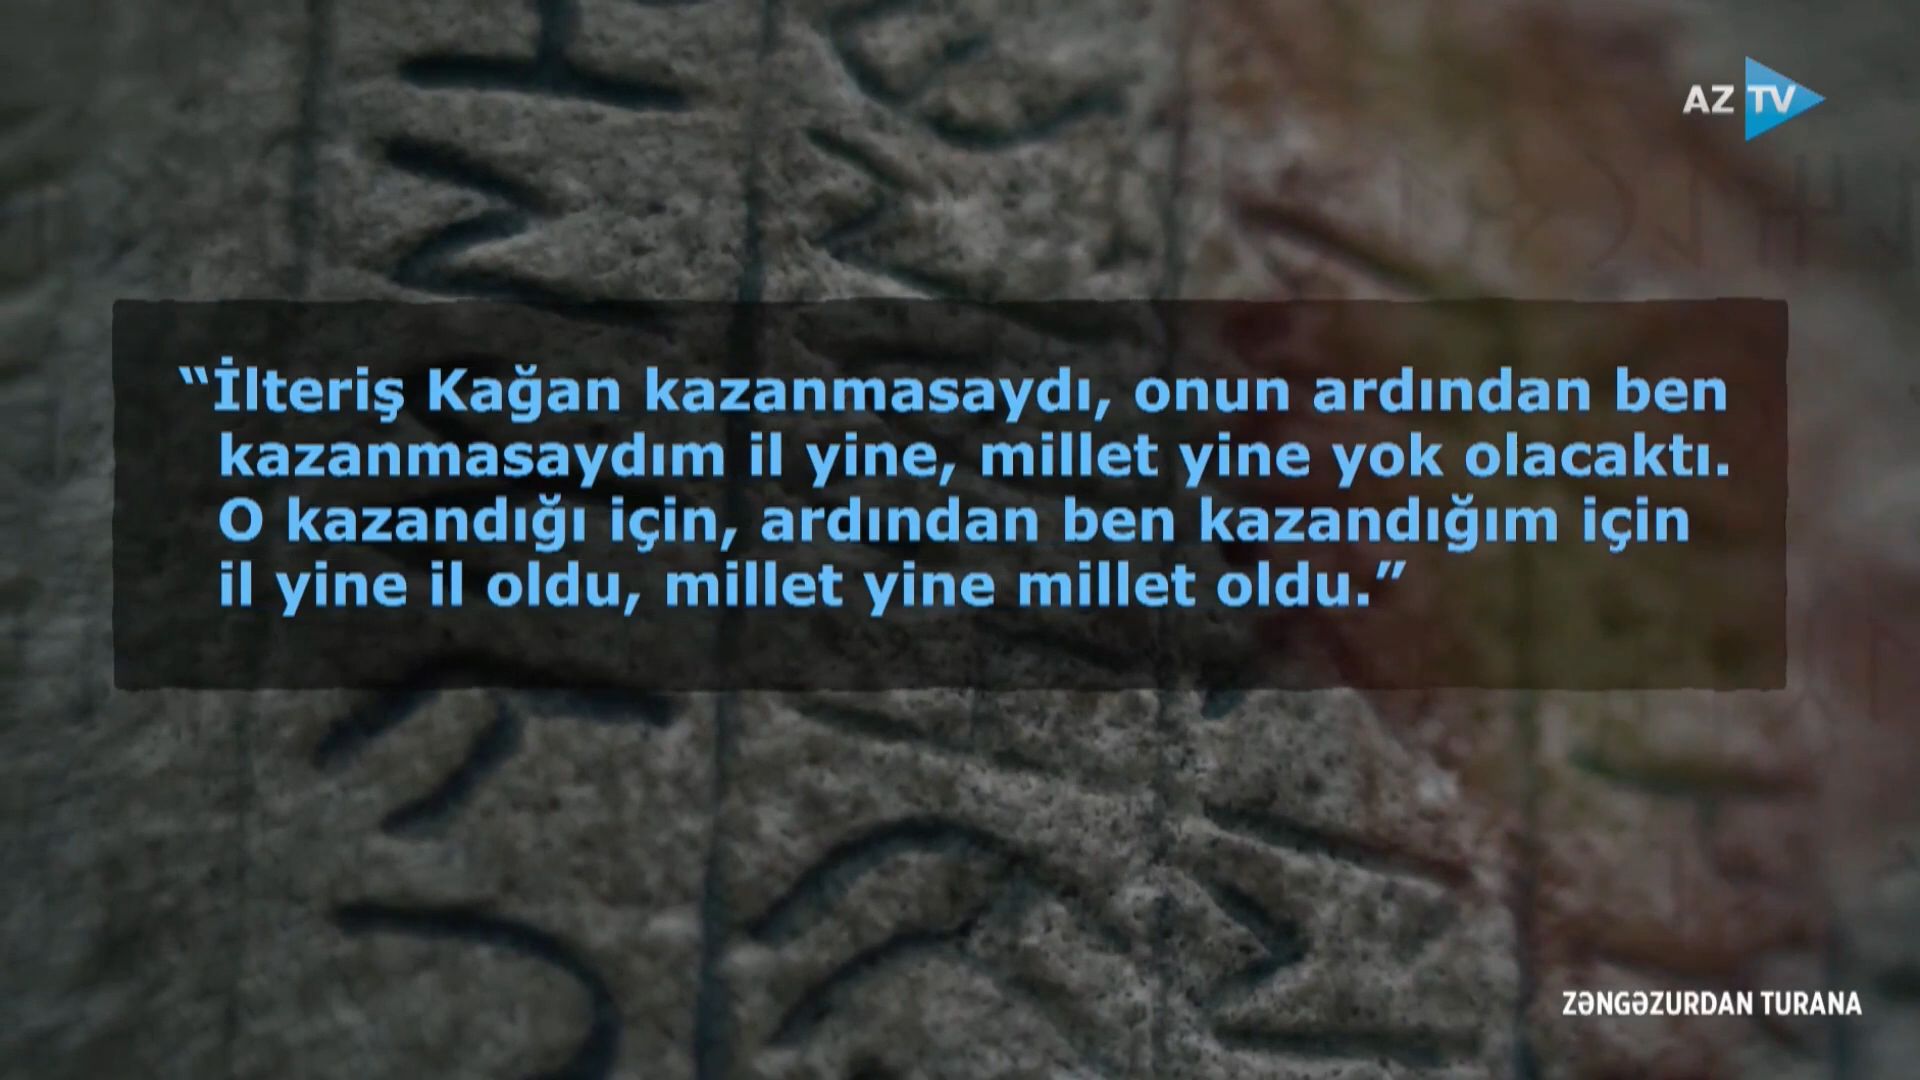 AZ TV
“İlteriş Kağan kazanmasaydı, onun ardından ben
kazanmasaydım il yine, millet yine yok olacaktı.
O kazandığı için, ardından ben kazandığım için
il yine il oldu, millet yine millet oldu.”
ZƏNGƏZURDAN TURANA